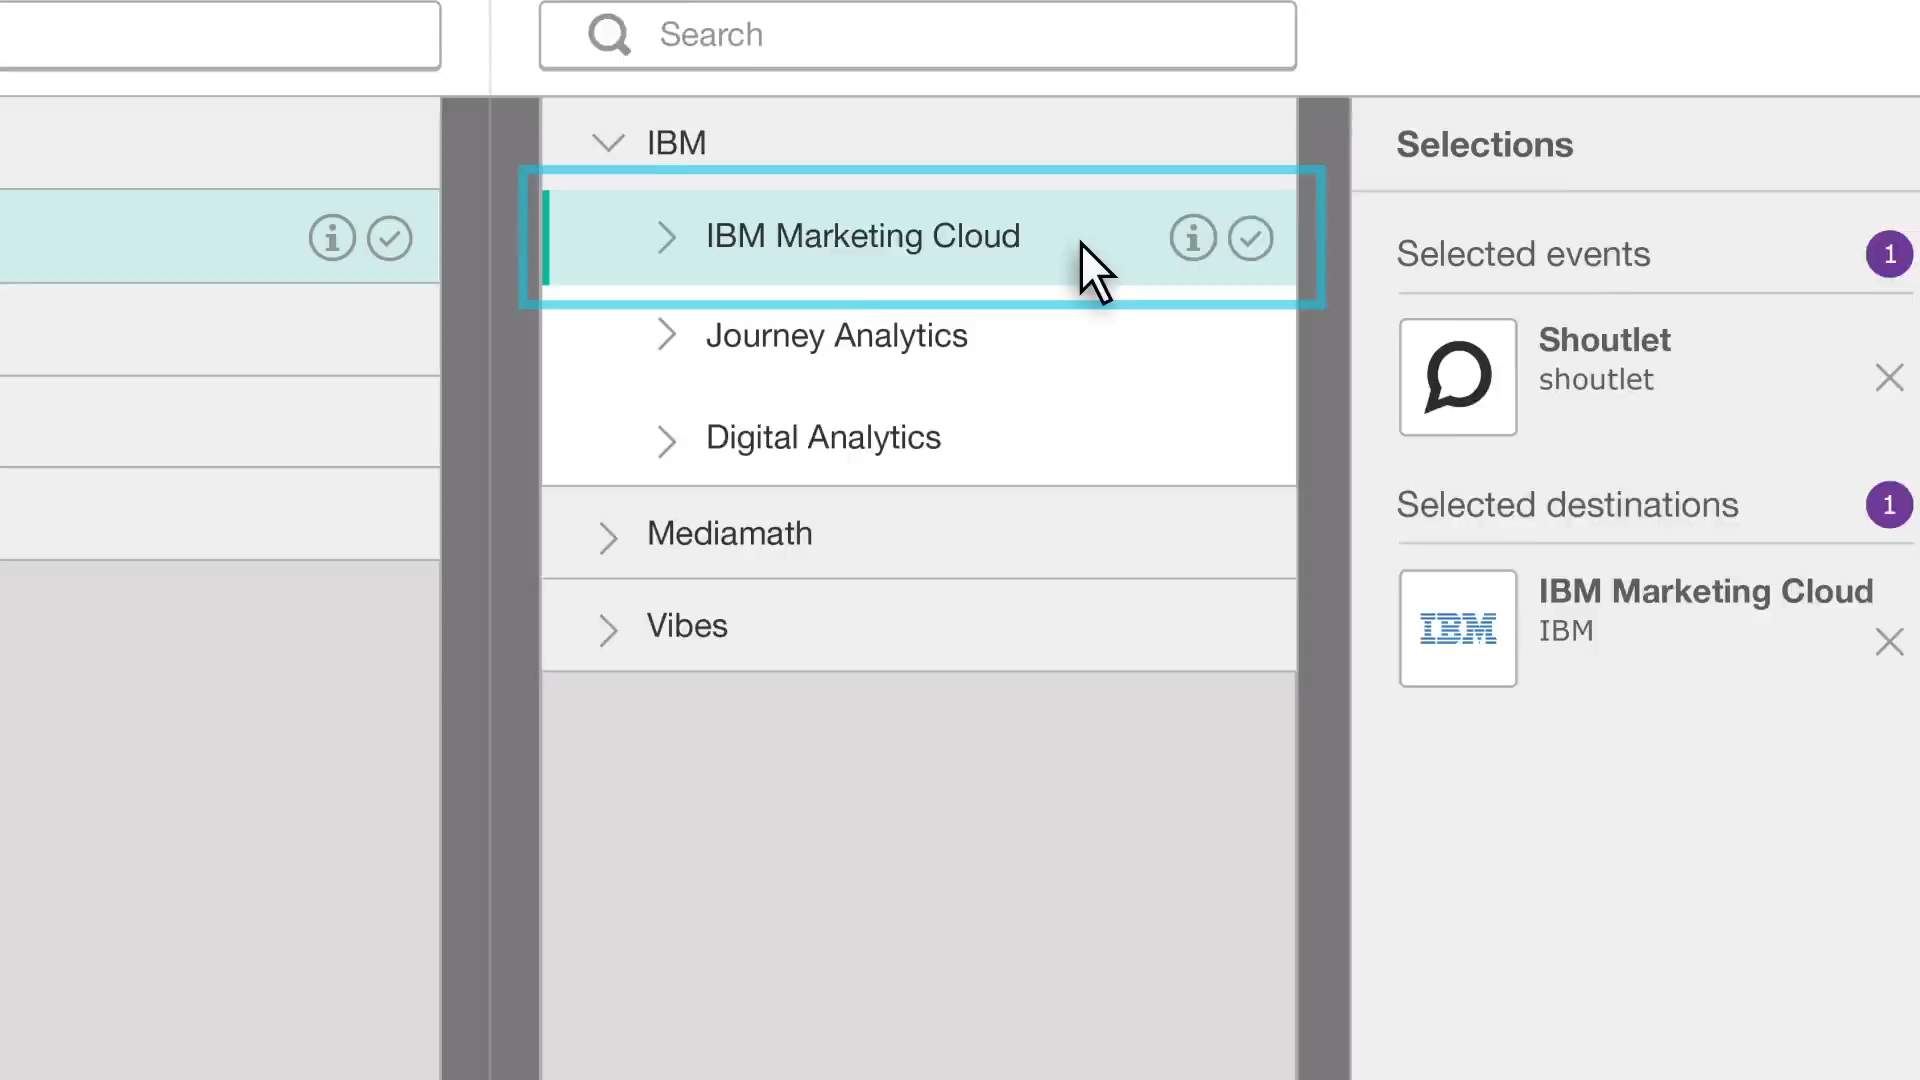 Search
IBM
IBM Marketing Cloud
Journey Analytics
Digital Analytics
Mediamath
Vibes
Selections
Selected events 1
Shoutlet
shoutlet
Selected destinations 1
IBM
IBM Marketing Cloud
IBM